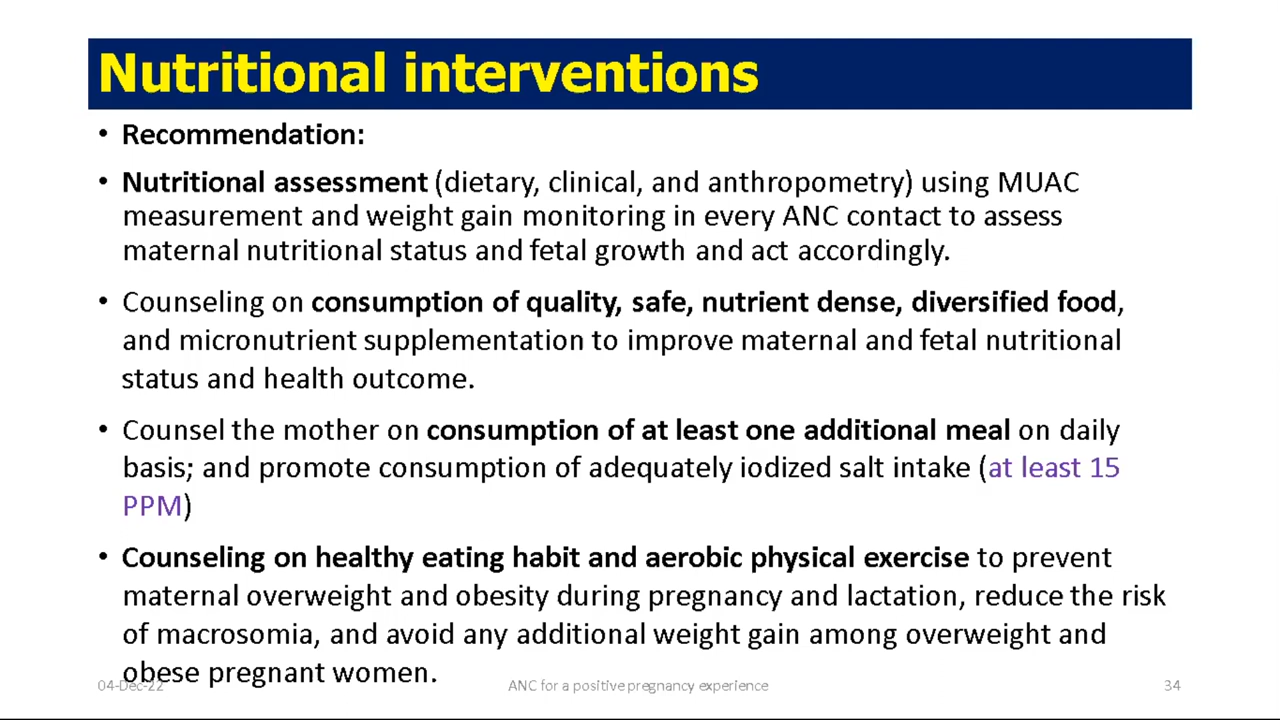 Nutritional interventions
• Recommendation:
• Nutritional assessment (dietary, clinical, and anthropometry) using MUAC
measurement and weight gain monitoring in every ANC contact to assess
maternal nutritional status and fetal growth and act accordingly.
• Counseling on consumption of quality, safe, nutrient dense, diversified food,
and micronutrient supplementation to improve maternal and fetal nutritional
status and health outcome.
• Counsel the mother on consumption of at least one additional meal on daily
basis; and promote consumption of adequately iodized salt intake (at least 15
PPM)
• Counseling on healthy eating habit and aerobic physical exercise to prevent
maternal overweight and obesity during pregnancy and lactation, reduce the risk
of macrosomia, and avoid any additional weight gain among overweight and
obese pregnant women.
04-Dec-22 ANC for a positive pregnancy experience 34